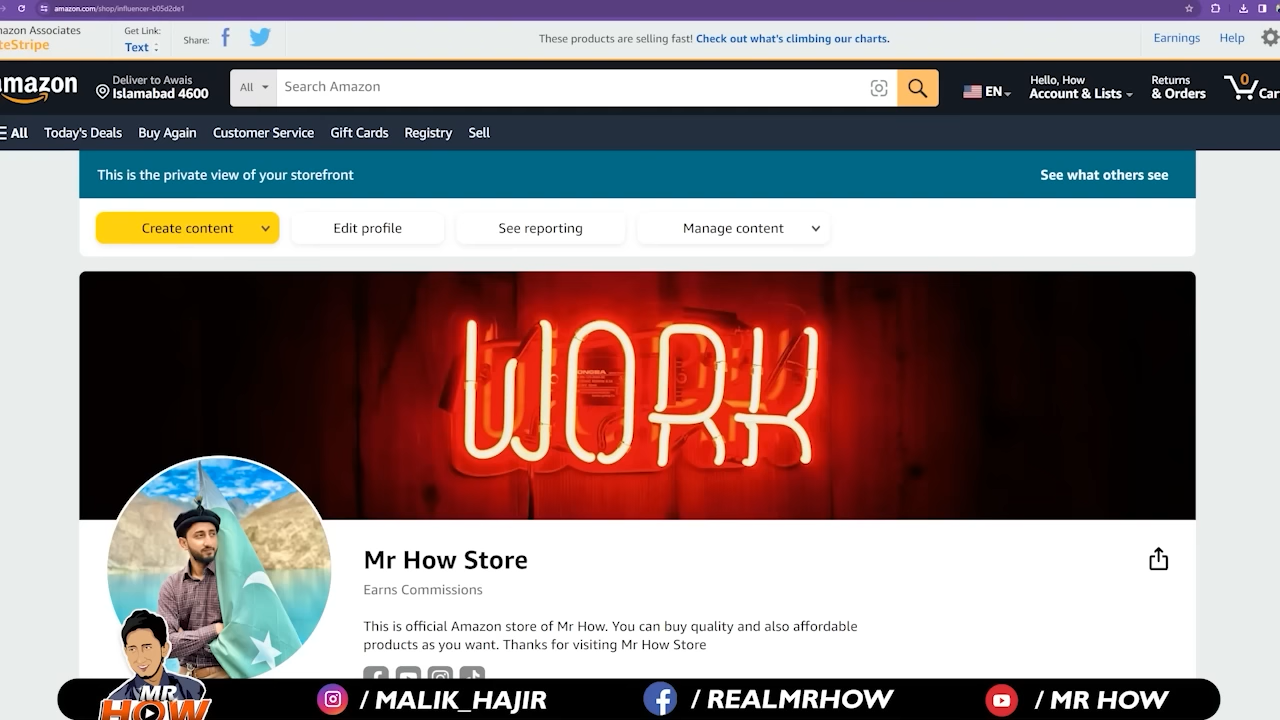 amazon.com/shop/influencer-b05d2de1
mazon Associates
teStripe
Get Link:
Text
Share:
These products are selling fast! Check out what's climbing our charts.
Earnings
Help
amazon
Deliver to Awais
Islamabad 4600
All
Search Amazon
EN
Hello, How
Account & Lists
Returns
& Orders
0
Car
All
Today's Deals
Buy Again
Customer Service
Gift Cards
Registry
Sell
This is the private view of your storefront
See what others see
Create content
Edit profile
See reporting
Manage content
WORK
Mr How Store
Earns Commissions
This is official Amazon store of Mr How. You can buy quality and also affordable
products as you want. Thanks for visiting Mr How Store
MR
HOW
/ MALIK_HAJIR
/ REALMRHOW
/ MR HOW